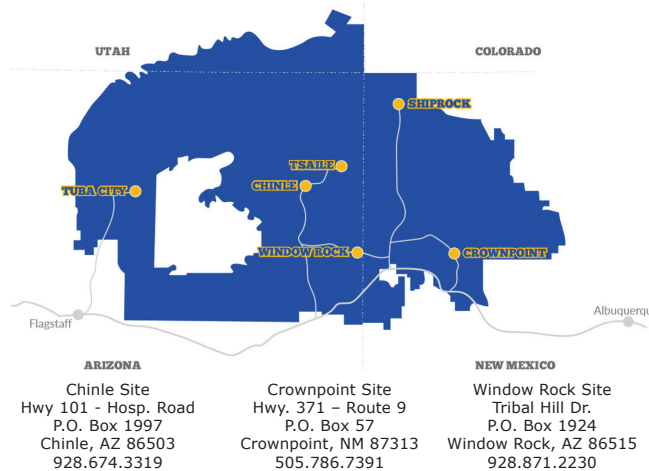 UTAH
COLORADO
SHIPROCK
TSAILE
CHINLE
TUBA CITY
WINDOW ROCK
CROWNPOINT
Flagstaff
Albuquerqu
ARIZONA
NEW MEXICO
Chinle Site
Hwy 101 - Hosp. Road
P.O. Box 1997
Chinle, AZ 86503
928.674.3319
Crownpoint Site
Hwy. 371 – Route 9
P.O. Box 57
Crownpoint, NM 87313
505.786.7391
Window Rock Site
Tribal Hill Dr.
P.O. Box 1924
Window Rock, AZ 86515
928.871.2230